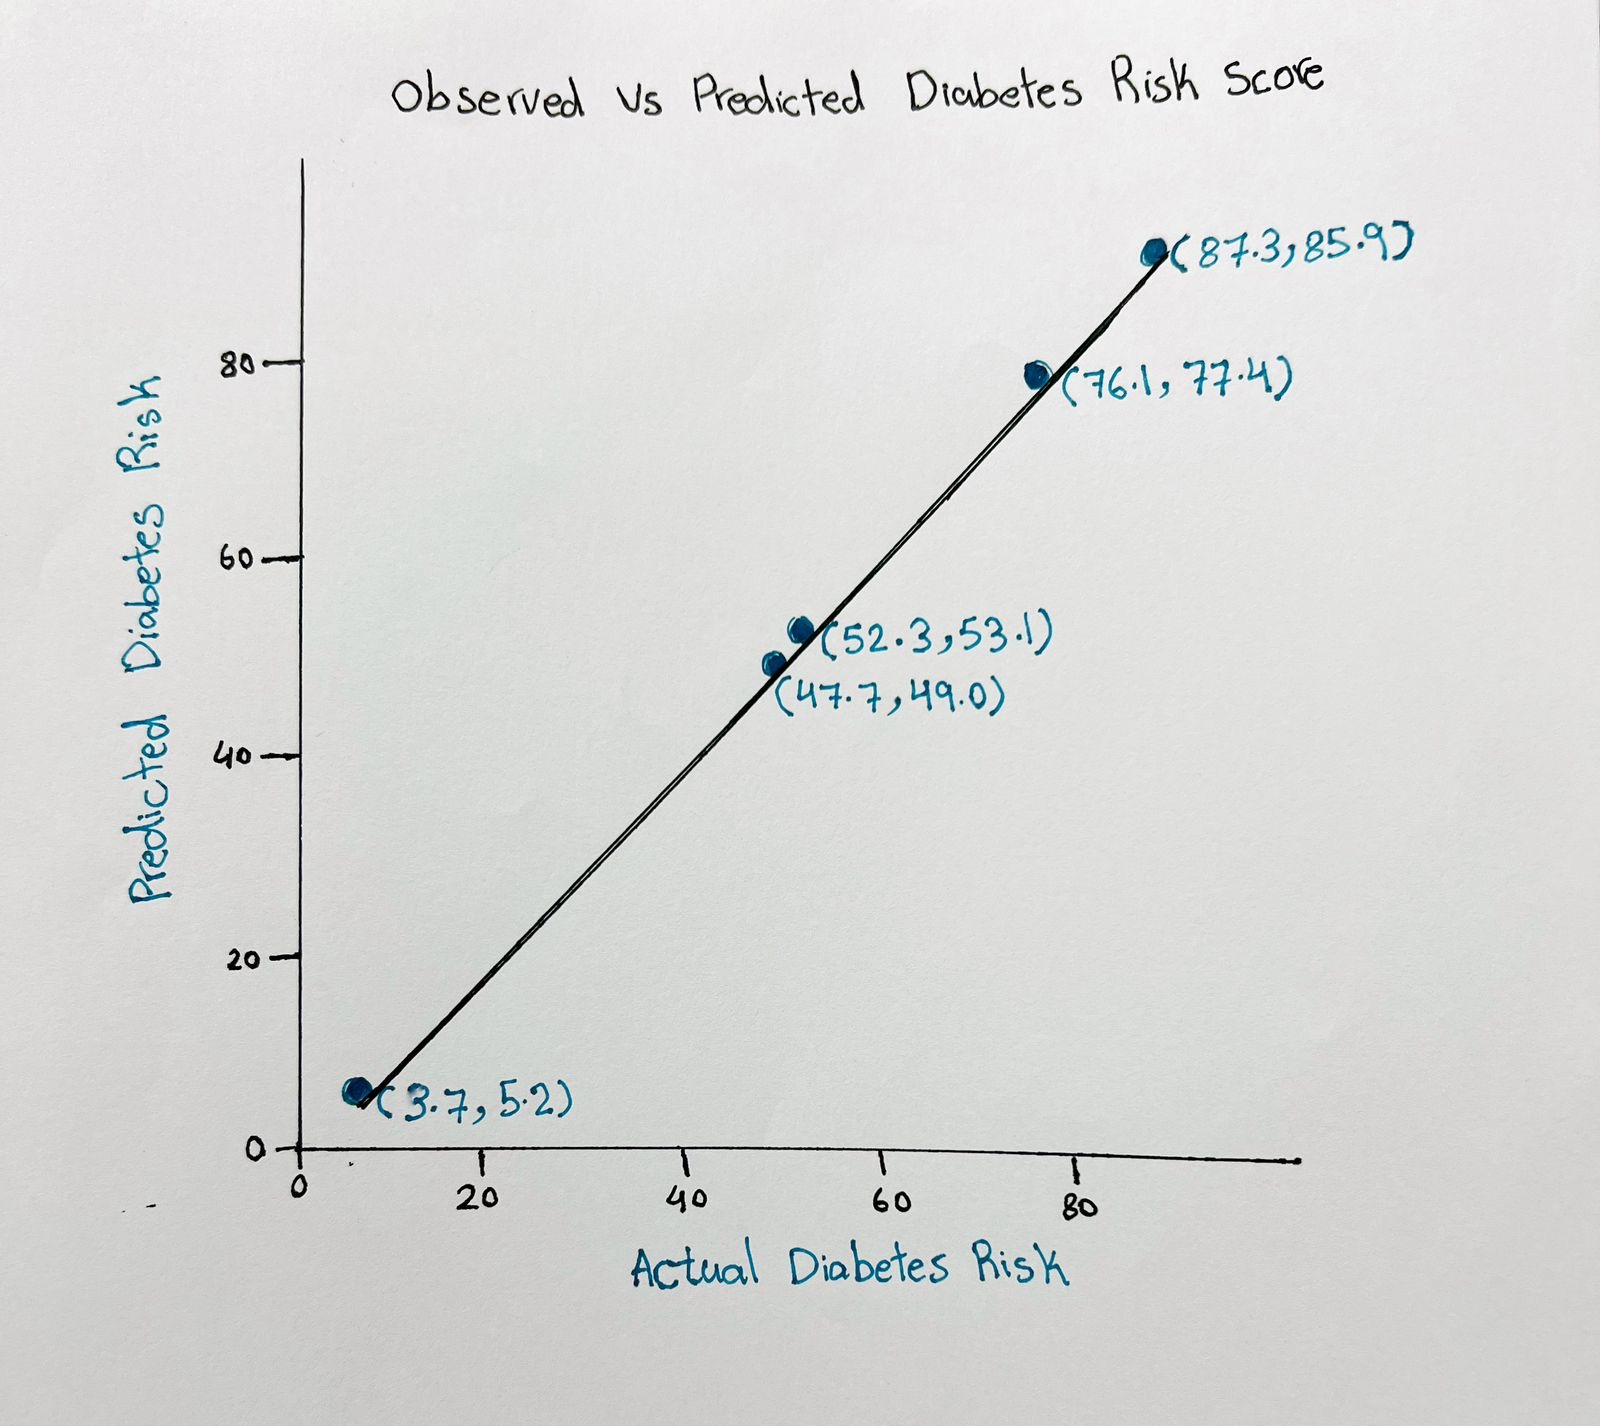 Observed Vs Predicted Diabetes Risk Score
(87.3, 85.9)
80
(76.1, 77.4)
Predicted Diabetes Risk
60
(52.3, 53.1)
(47.7, 49.0)
40
20
(3.7, 5.2)
0
0 20 40 60 80
Actual Diabetes Risk